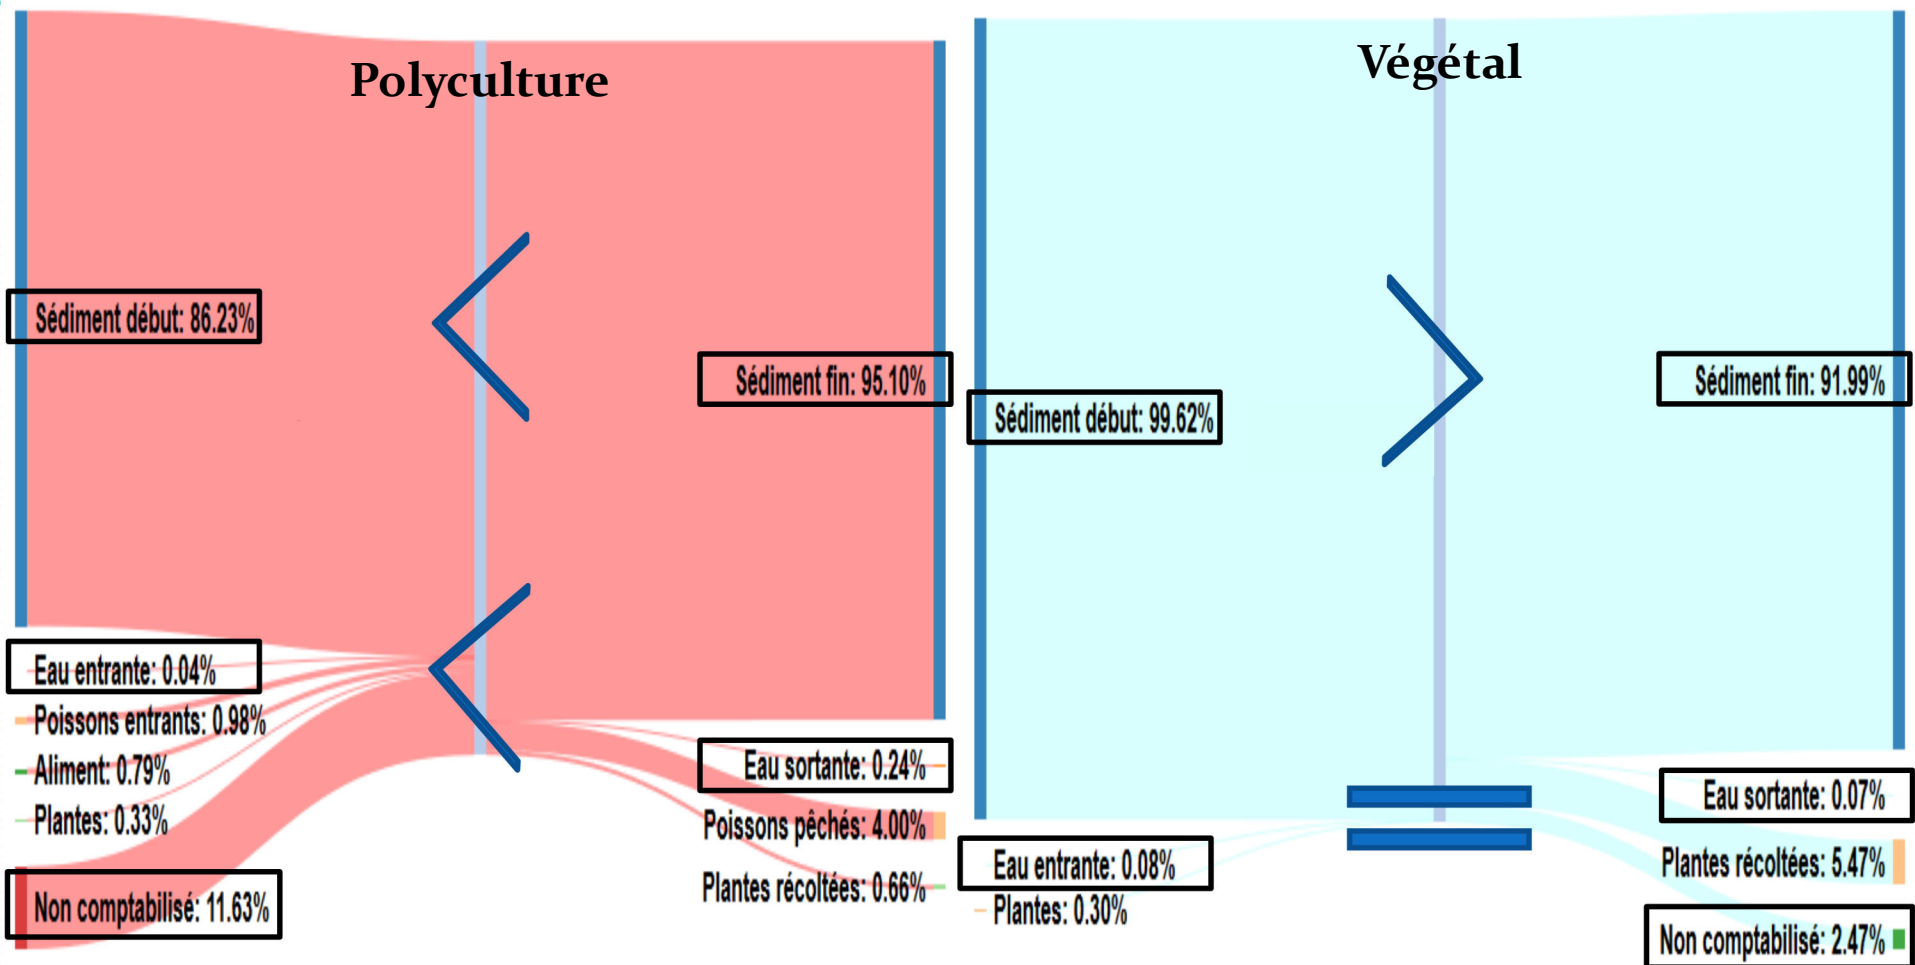 Polyculture
Sédiment début: 86.23%
Sédiment fin: 95.10%
Eau entrante: 0.04%
Poissons entrants: 0.98%
Aliment: 0.79%
Plantes: 0.33%
Non comptabilisé: 11.63%
Eau sortante: 0.24%
Poissons pêchés: 4.00%
Plantes récoltées: 0.66%
Végétal
Sédiment début: 99.62%
Sédiment fin: 91.99%
Eau entrante: 0.08%
Plantes: 0.30%
Eau sortante: 0.07%
Plantes récoltées: 5.47%
Non comptabilisé: 2.47%